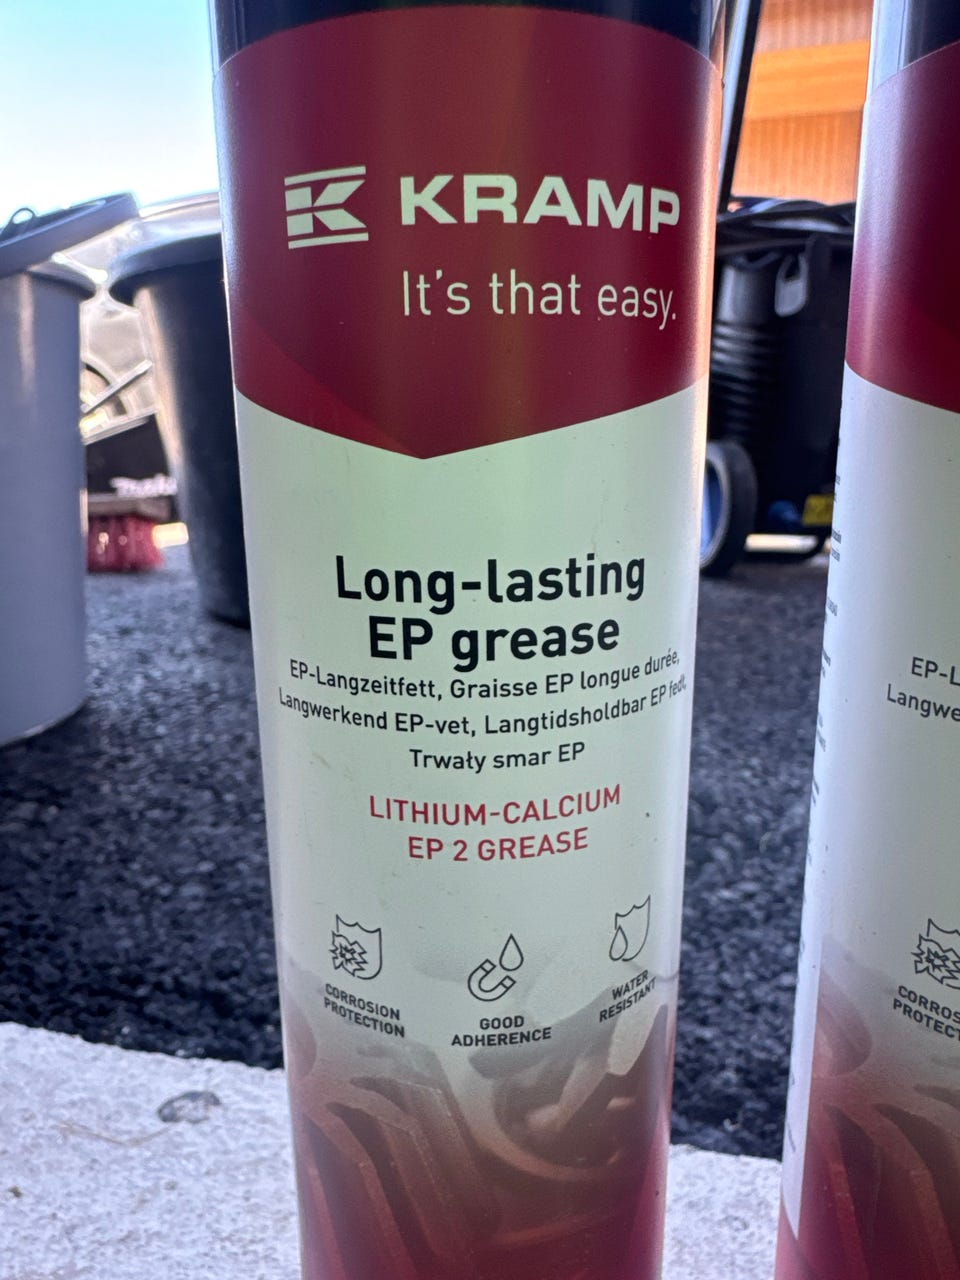 KRAMP
It's that easy.
Long-lasting
EP grease
EP-Langzeitfett, Graisse EP longue durée,
Langwerkend EP-vet, Langtidsholdbar EP fedt,
Trwały smar EP
LITHIUM-CALCIUM
EP 2 GREASE
CORROSION
PROTECTION
GOOD
ADHERENCE
WATER
RESISTANT
EP-L
Langwe
CORROS
PROTECT